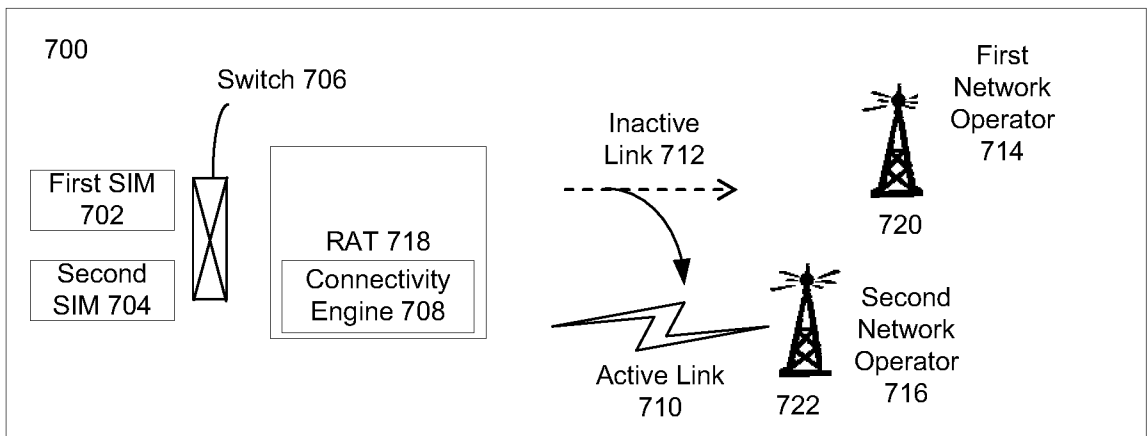 700
Switch 706
First SIM
702
Second
SIM 704
RAT 718
Connectivity
Engine 708
Inactive
Link 712
Active Link
710
First
Network
Operator
714
720
Second
Network
Operator
716
722